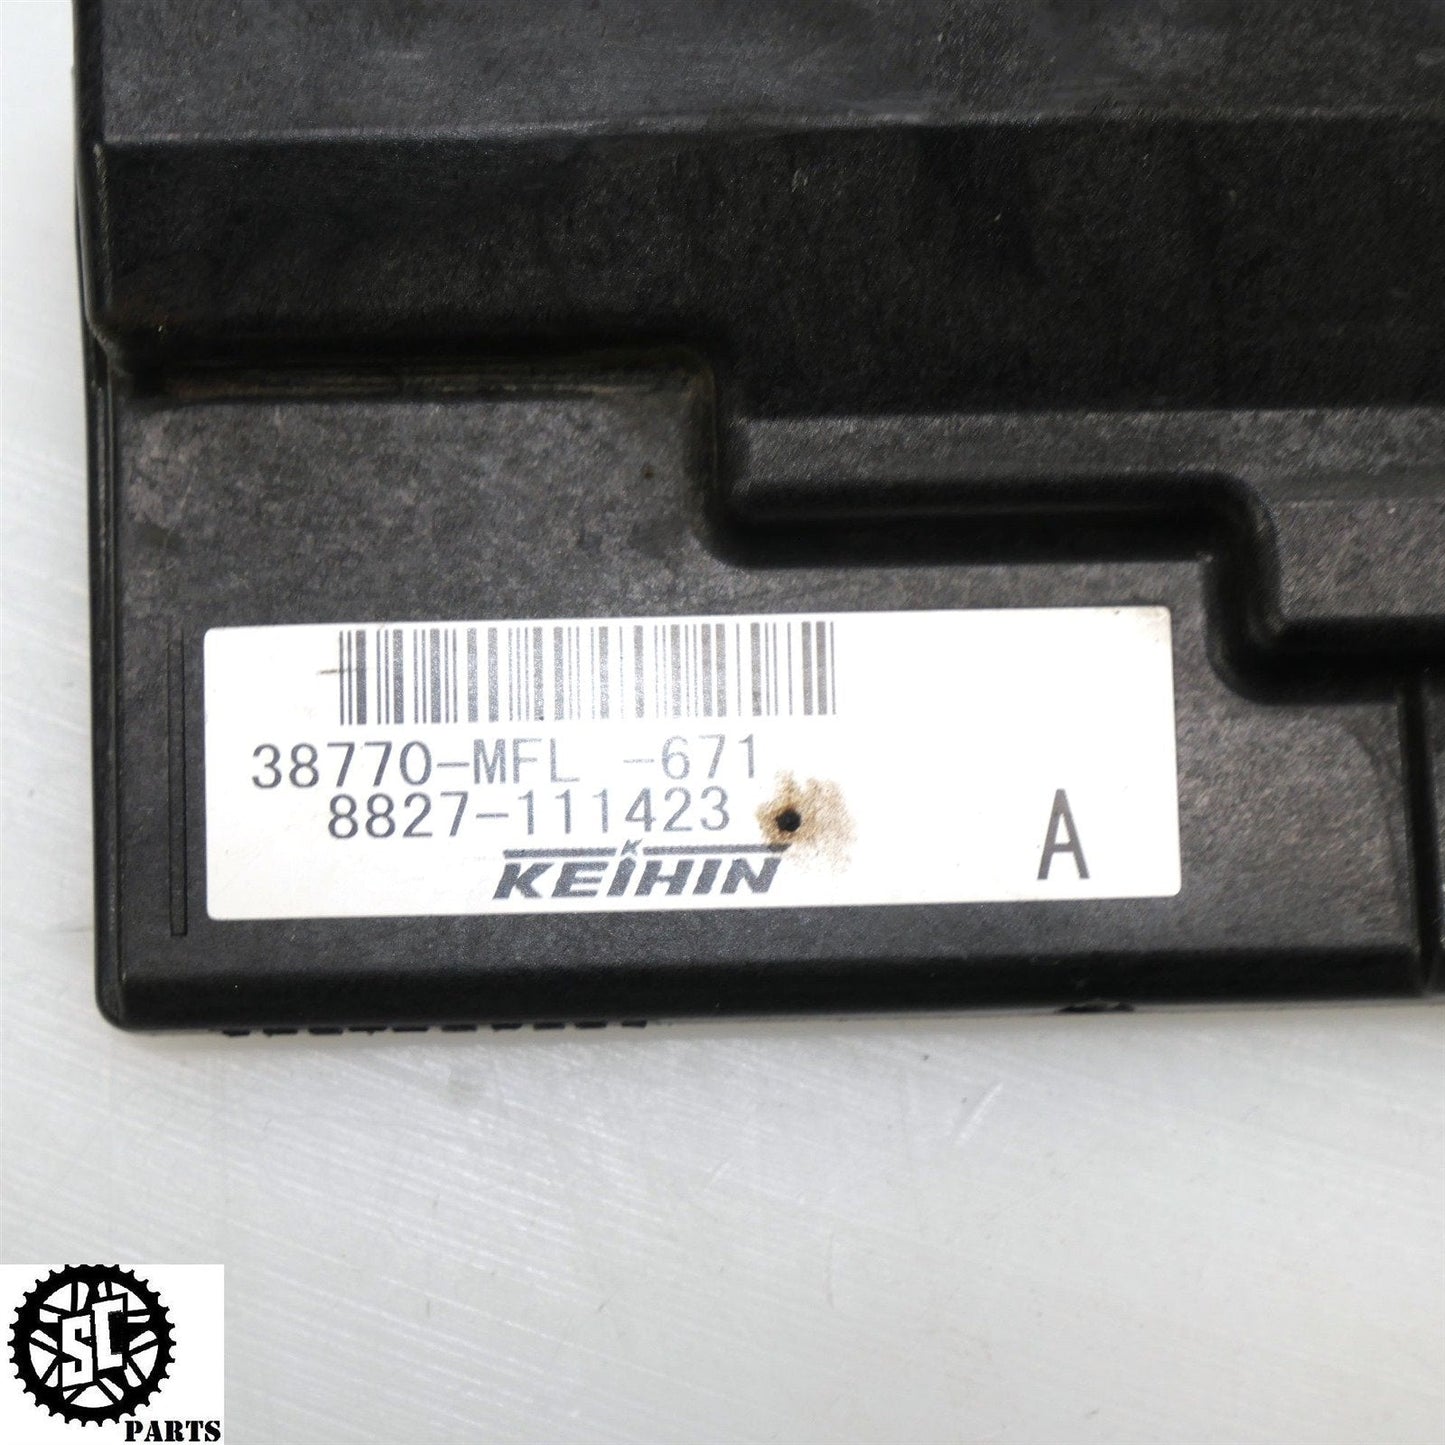 38770-MFL -671
8827-111423
KEIHIN
A
SC
PARTS